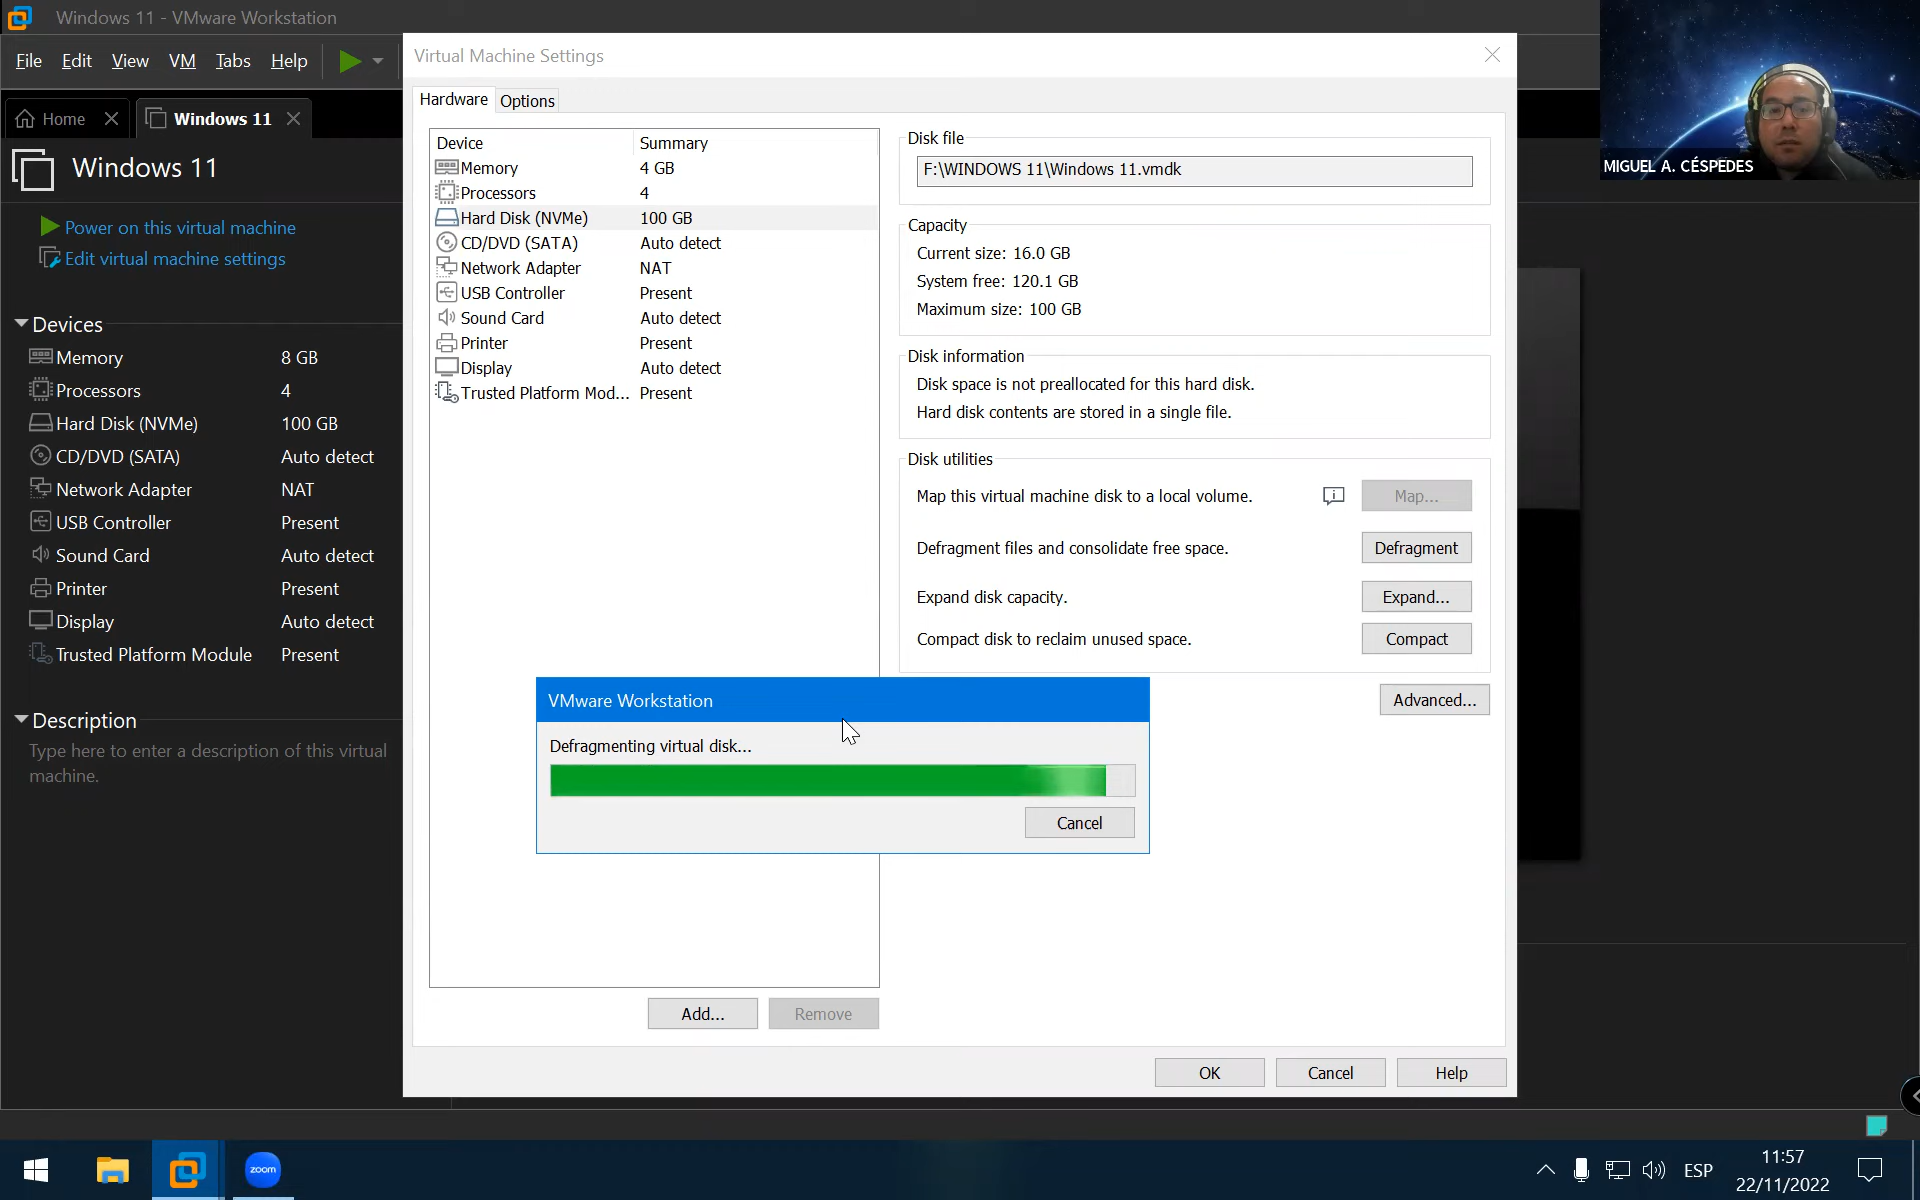 Windows 11 - VMware Workstation
File Edit View VM Tabs Help
Home
Windows 11
Windows 11
Power on this virtual machine
Edit virtual machine settings
Devices
Memory 8 GB
Processors 4
Hard Disk (NVMe) 100 GB
CD/DVD (SATA) Auto detect
Network Adapter NAT
USB Controller Present
Sound Card Auto detect
Printer Present
Display Auto detect
Trusted Platform Module Present
Description
Type here to enter a description of this virtual
machine.
Virtual Machine Settings
Hardware Options
Device Summary
Memory 4 GB
Processors 4
Hard Disk (NVMe) 100 GB
CD/DVD (SATA) Auto detect
Network Adapter NAT
USB Controller Present
Sound Card Auto detect
Printer Present
Display Auto detect
Trusted Platform Mod... Present
Add... Remove
Disk file
F:\WINDOWS 11\Windows 11.vmdk
Capacity
Current size: 16.0 GB
System free: 120.1 GB
Maximum size: 100 GB
Disk information
Disk space is not preallocated for this hard disk.
Hard disk contents are stored in a single file.
Disk utilities
Map this virtual machine disk to a local volume. Map...
Defragment files and consolidate free space. Defragment
Expand disk capacity. Expand...
Compact disk to reclaim unused space. Compact
Advanced...
VMware Workstation
Defragmenting virtual disk...
Cancel
OK Cancel Help
MIGUEL A. CÉSPEDES
zoom
ESP
11:57
22/11/2022